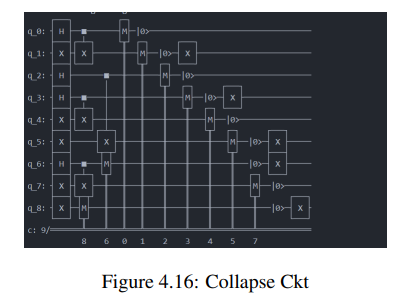 q_0: H ■ M |0>
q_1: X X M |0> X
q_2: H ■ M |0>
q_3: H ■ M |0> X
q_4: X X M |0>
q_5: X X M |0> X
q_6: H ■ M |0> X
q_7: X X M |0>
q_8: X M |0> X
c: 9/
8 6 0 1 2 3 4 5 7
Figure 4.16: Collapse Ckt